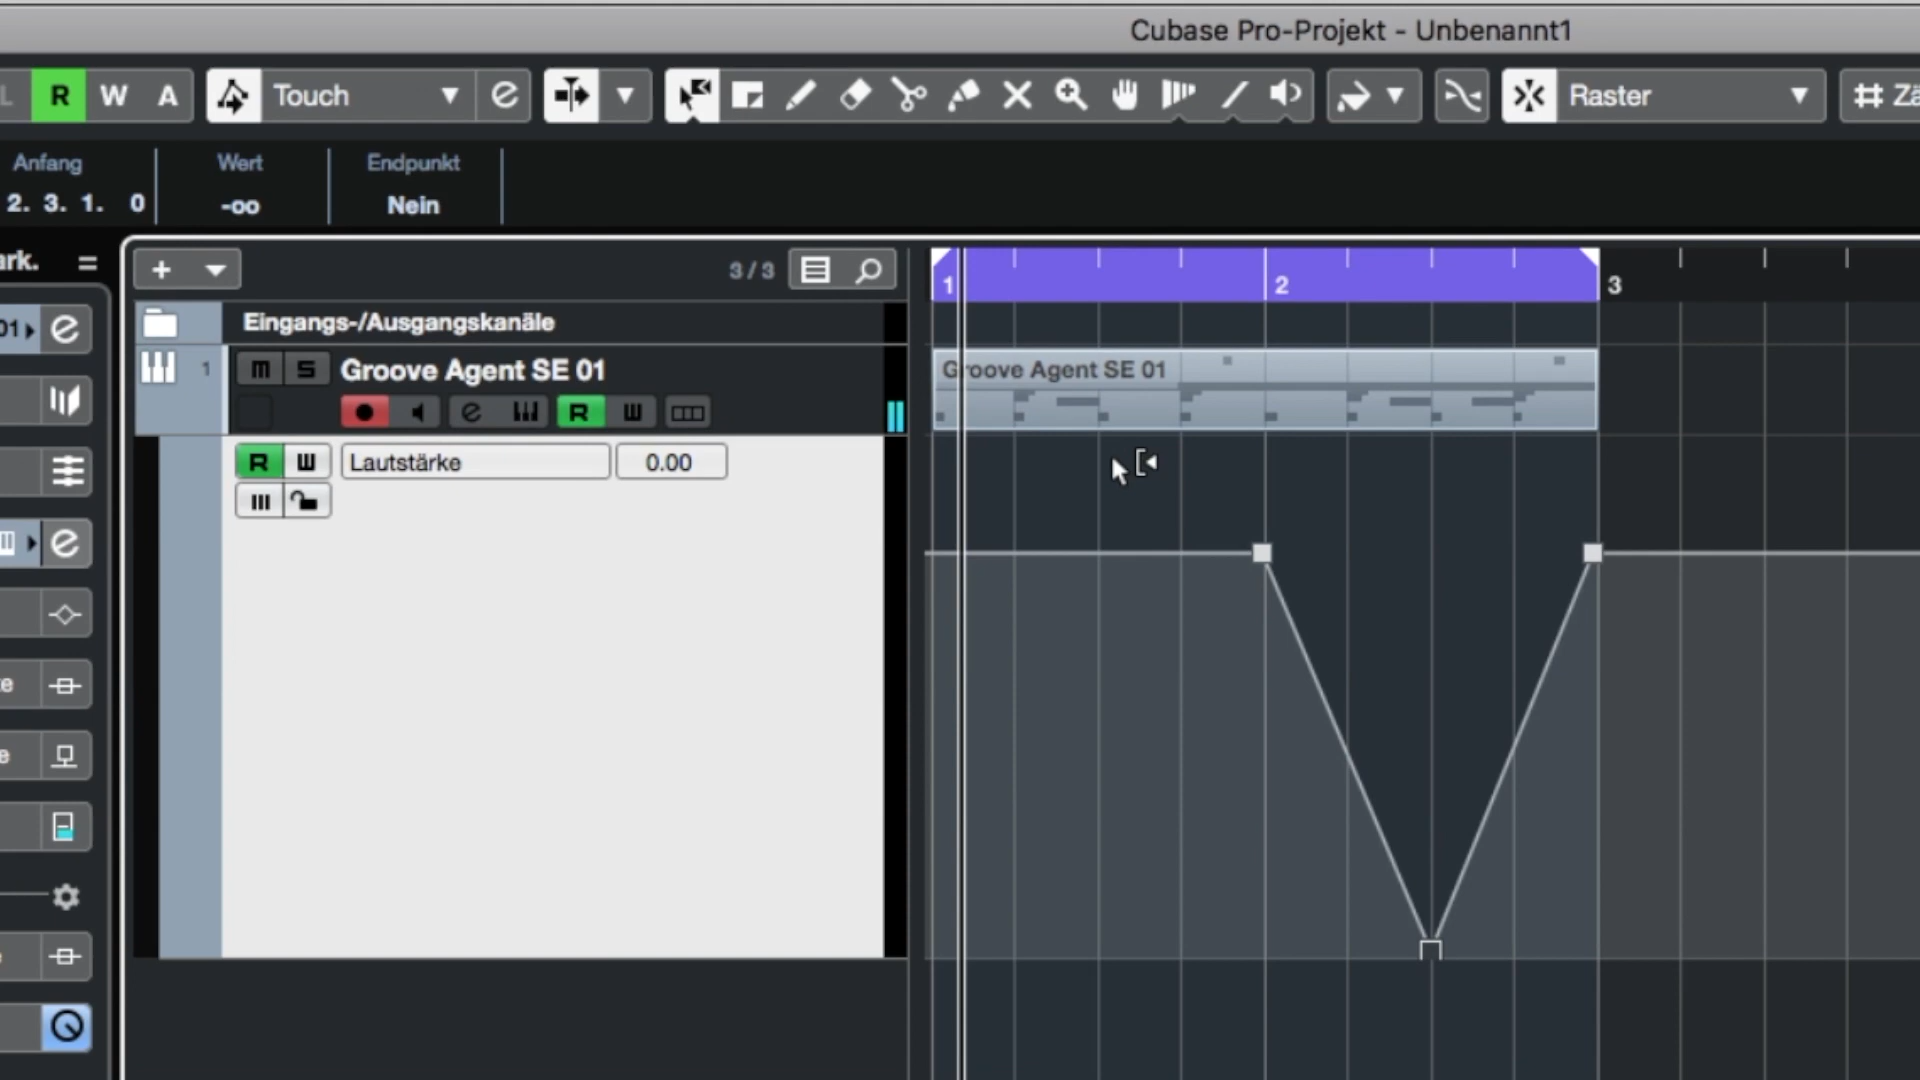 Cubase Pro-Projekt - Unbenannt1
L R W A Touch Raster Zä
Anfang Wert Endpunkt
2. 3. 1. 0 -oo Nein
ark.
3 / 3
1 2 3
01
Eingangs-/Ausgangskanäle
1 m S Groove Agent SE 01
Groove Agent SE 01
R
R Lautstärke 0.00
te
e